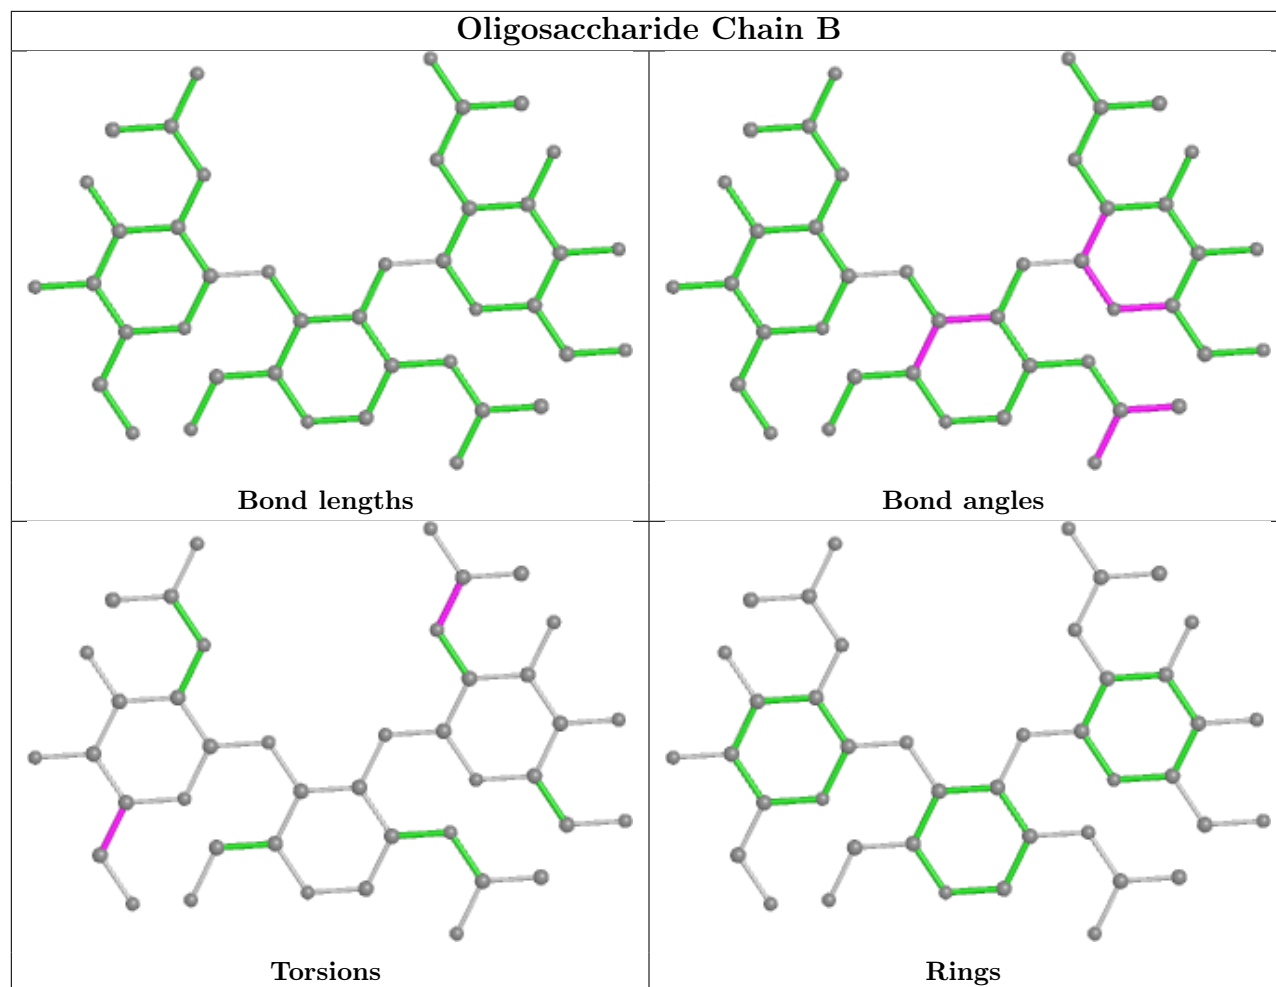 Oligosaccharide Chain B
Bond lengths
Bond angles
Torsions
Rings